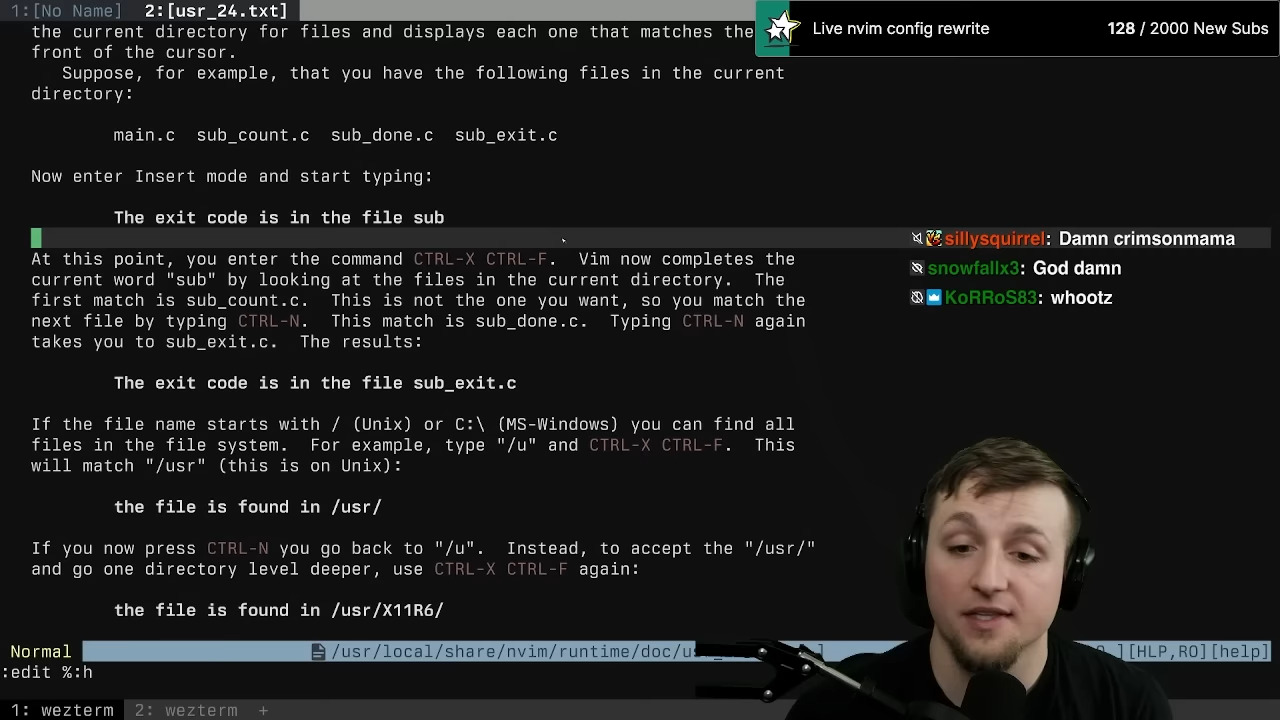 1:[No Name]  2:[usr_24.txt]
Live nvim config rewrite
128 / 2000 New Subs
the current directory for files and displays each one that matches the
front of the cursor.
Suppose, for example, that you have the following files in the current
directory:
main.c  sub_count.c  sub_done.c  sub_exit.c
Now enter Insert mode and start typing:
The exit code is in the file sub
At this point, you enter the command CTRL-X CTRL-F.  Vim now completes the
current word "sub" by looking at the files in the current directory.  The
first match is sub_count.c.  This is not the one you want, so you match the
next file by typing CTRL-N.  This match is sub_done.c.  Typing CTRL-N again
takes you to sub_exit.c.  The results:
The exit code is in the file sub_exit.c
If the file name starts with / (Unix) or C:\ (MS-Windows) you can find all
files in the file system.  For example, type "/u" and CTRL-X CTRL-F.  This
will match "/usr" (this is on Unix):
the file is found in /usr/
If you now press CTRL-N you go back to "/u".  Instead, to accept the "/usr/"
and go one directory level deeper, use CTRL-X CTRL-F again:
the file is found in /usr/X11R6/
sillysquirrel: Damn crimsonmama
snowfallx3: God damn
KoRRoS83: whootz
Normal
/usr/local/share/nvim/runtime/doc/us
][HLP,RO][help]
:edit %:h
1: wezterm  2: wezterm  +